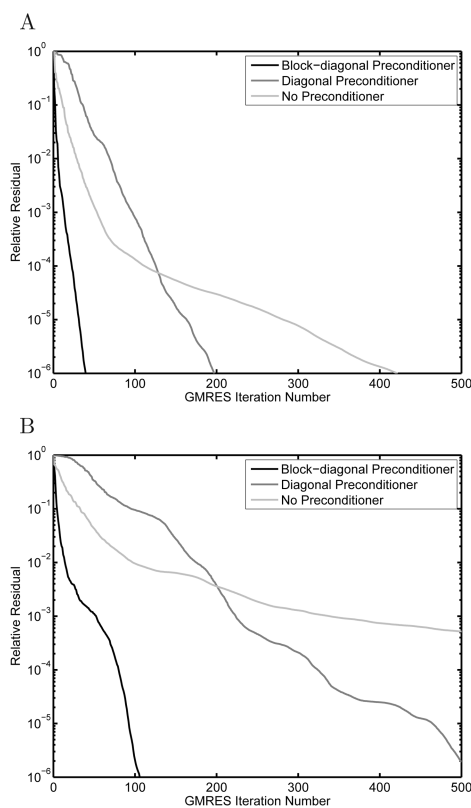 A
10^0
10^−1
10^−2
10^−3
10^−4
10^−5
10^−6
Relative Residual
Block−diagonal Preconditioner
Diagonal Preconditioner
No Preconditioner
0 100 200 300 400 500
GMRES Iteration Number
B
10^0
10^−1
10^−2
10^−3
10^−4
10^−5
10^−6
Relative Residual
Block−diagonal Preconditioner
Diagonal Preconditioner
No Preconditioner
0 100 200 300 400 500
GMRES Iteration Number